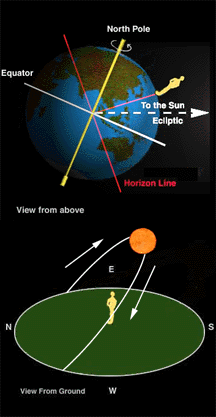 North Pole
Equator
To the Sun
Ecliptic
Horizon Line
View from above
E
N
S
View From Ground
W